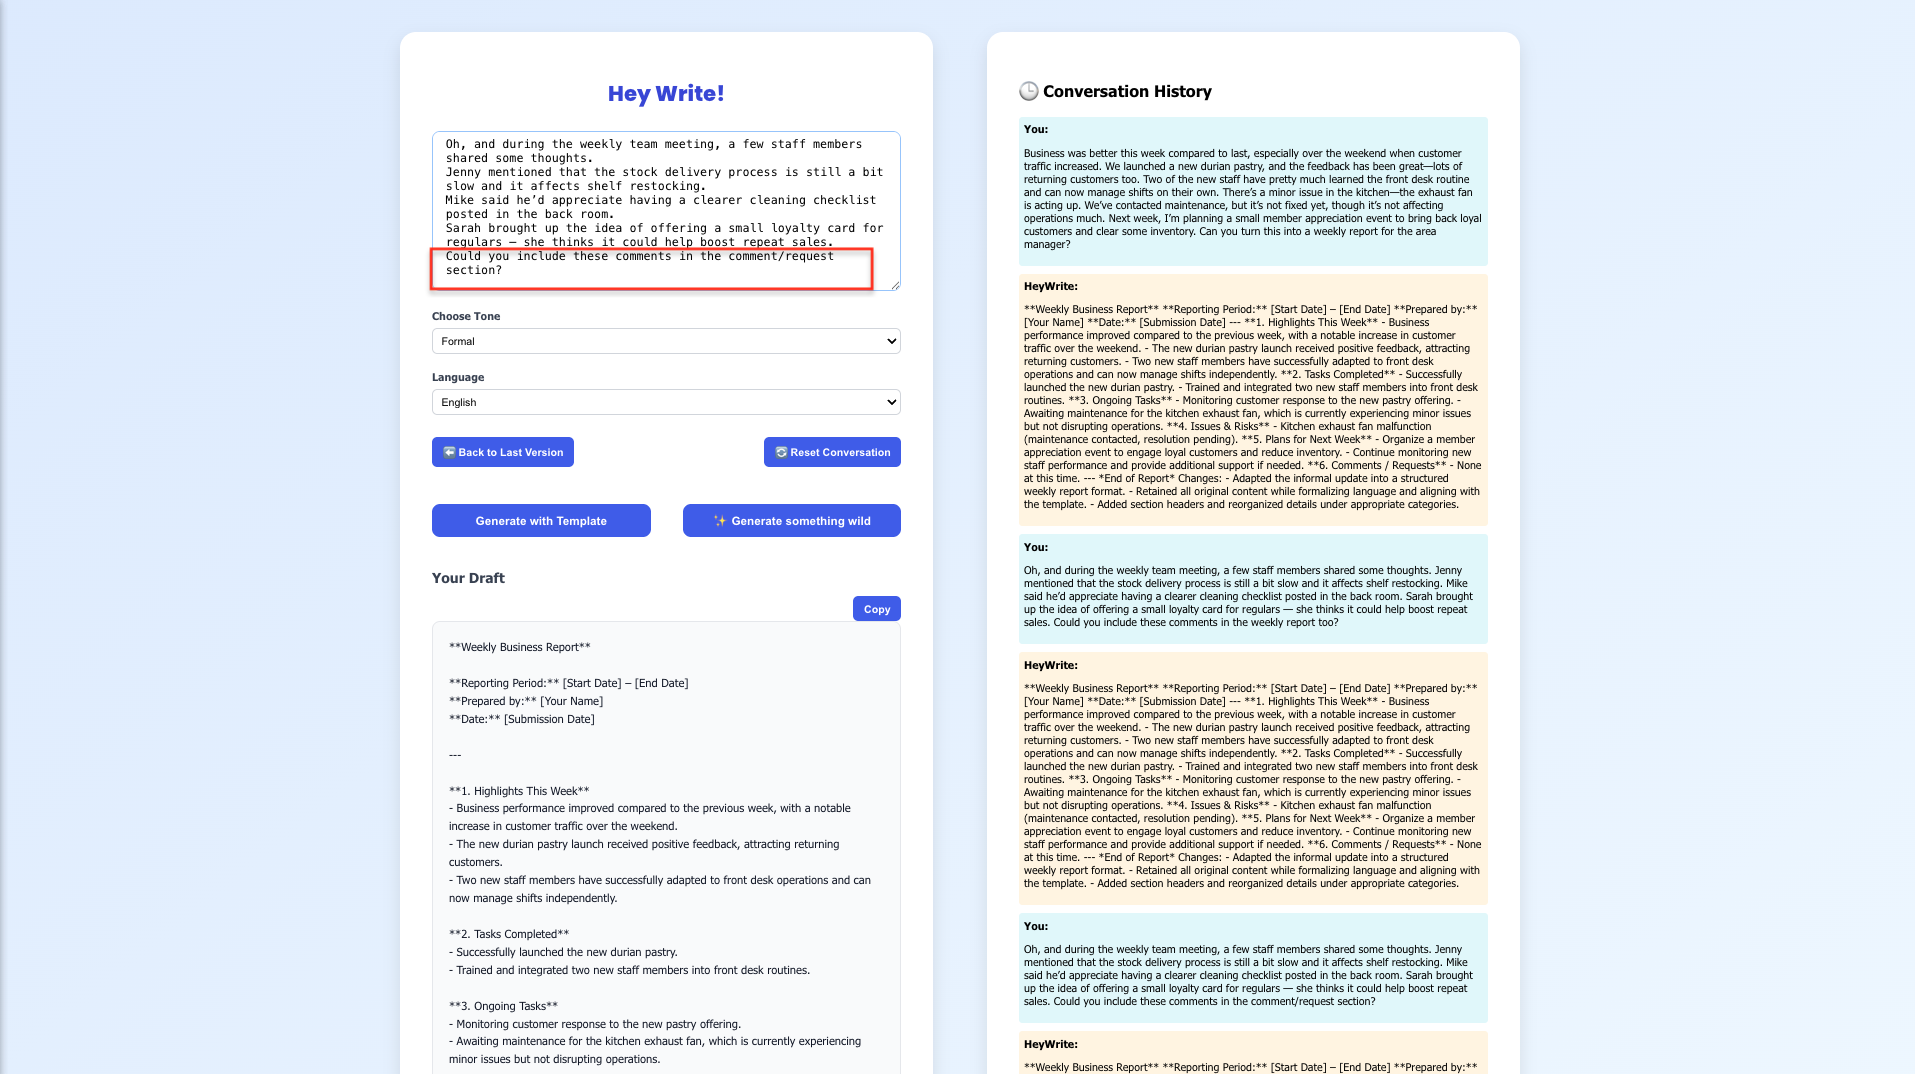 Hey Write!
Oh, and during the weekly team meeting, a few staff members
shared some thoughts.
Jenny mentioned that the stock delivery process is still a bit
slow and it affects shelf restocking.
Mike said he’d appreciate having a clearer cleaning checklist
posted in the back room.
Sarah brought up the idea of offering a small loyalty card for
regulars — she thinks it could help boost repeat sales.
Could you include these comments in the comment/request
section?
Choose Tone
Formal
Language
English
Back to Last Version
Reset Conversation
Generate with Template
✨ Generate something wild
Your Draft
Copy
**Weekly Business Report**
**Reporting Period:** [Start Date] – [End Date]
**Prepared by:** [Your Name]
**Date:** [Submission Date]
---
**1. Highlights This Week**
- Business performance improved compared to the previous week, with a notable
increase in customer traffic over the weekend.
- The new durian pastry launch received positive feedback, attracting returning
customers.
- Two new staff members have successfully adapted to front desk operations and can
now manage shifts independently.
**2. Tasks Completed**
- Successfully launched the new durian pastry.
- Trained and integrated two new staff members into front desk routines.
**3. Ongoing Tasks**
- Monitoring customer response to the new pastry offering.
- Awaiting maintenance for the kitchen exhaust fan, which is currently experiencing
minor issues but not disrupting operations.
Conversation History
You:
Business was better this week compared to last, especially over the weekend when customer
traffic increased. We launched a new durian pastry, and the feedback has been great—lots of
returning customers too. Two of the new staff have pretty much learned the front desk routine
and can now manage shifts on their own. There’s a minor issue in the kitchen—the exhaust fan
is acting up. We’ve contacted maintenance, but it’s not fixed yet, though it’s not affecting
operations much. Next week, I’m planning a small member appreciation event to bring back loyal
customers and clear some inventory. Can you turn this into a weekly report for the area
manager?
HeyWrite:
**Weekly Business Report** **Reporting Period:** [Start Date] – [End Date] **Prepared by:**
[Your Name] **Date:** [Submission Date] --- **1. Highlights This Week** - Business
performance improved compared to the previous week, with a notable increase in customer
traffic over the weekend. - The new durian pastry launch received positive feedback, attracting
returning customers. - Two new staff members have successfully adapted to front desk
operations and can now manage shifts independently. **2. Tasks Completed** - Successfully
launched the new durian pastry. - Trained and integrated two new staff members into front desk
routines. **3. Ongoing Tasks** - Monitoring customer response to the new pastry offering. -
Awaiting maintenance for the kitchen exhaust fan, which is currently experiencing minor issues
but not disrupting operations. **4. Issues & Risks** - Kitchen exhaust fan malfunction
(maintenance contacted, resolution pending). **5. Plans for Next Week** - Organize a member
appreciation event to engage loyal customers and reduce inventory. - Continue monitoring new
staff performance and provide additional support if needed. **6. Comments / Requests** - None
at this time. --- *End of Report* Changes: - Adapted the informal update into a structured
weekly report format. - Retained all original content while formalizing language and aligning with
the template. - Added section headers and reorganized details under appropriate categories.
You:
Oh, and during the weekly team meeting, a few staff members shared some thoughts. Jenny
mentioned that the stock delivery process is still a bit slow and it affects shelf restocking. Mike
said he’d appreciate having a clearer cleaning checklist posted in the back room. Sarah brought
up the idea of offering a small loyalty card for regulars — she thinks it could help boost repeat
sales. Could you include these comments in the weekly report too?
HeyWrite:
**Weekly Business Report** **Reporting Period:** [Start Date] – [End Date] **Prepared by:**
[Your Name] **Date:** [Submission Date] --- **1. Highlights This Week** - Business
performance improved compared to the previous week, with a notable increase in customer
traffic over the weekend. - The new durian pastry launch received positive feedback, attracting
returning customers. - Two new staff members have successfully adapted to front desk
operations and can now manage shifts independently. **2. Tasks Completed** - Successfully
launched the new durian pastry. - Trained and integrated two new staff members into front desk
routines. **3. Ongoing Tasks** - Monitoring customer response to the new pastry offering. -
Awaiting maintenance for the kitchen exhaust fan, which is currently experiencing minor issues
but not disrupting operations. **4. Issues & Risks** - Kitchen exhaust fan malfunction
(maintenance contacted, resolution pending). **5. Plans for Next Week** - Organize a member
appreciation event to engage loyal customers and reduce inventory. - Continue monitoring new
staff performance and provide additional support if needed. **6. Comments / Requests** - None
at this time. --- *End of Report* Changes: - Adapted the informal update into a structured
weekly report format. - Retained all original content while formalizing language and aligning with
the template. - Added section headers and reorganized details under appropriate categories.
You:
Oh, and during the weekly team meeting, a few staff members shared some thoughts. Jenny
mentioned that the stock delivery process is still a bit slow and it affects shelf restocking. Mike
said he’d appreciate having a clearer cleaning checklist posted in the back room. Sarah brought
up the idea of offering a small loyalty card for regulars — she thinks it could help boost repeat
sales. Could you include these comments in the comment/request section?
HeyWrite:
**Weekly Business Report** **Reporting Period:** [Start Date] – [End Date] **Prepared by:**